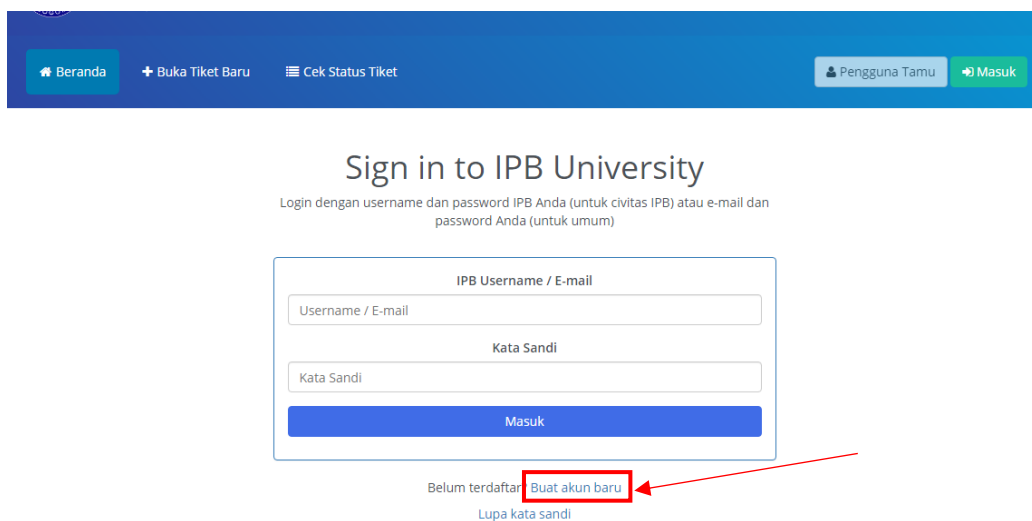 Beranda
Buka Tiket Baru
Cek Status Tiket
Pengguna Tamu
Masuk
Sign in to IPB University
Login dengan username dan password IPB Anda (untuk civitas IPB) atau e-mail dan
password Anda (untuk umum)
IPB Username / E-mail
Username / E-mail
Kata Sandi
Kata Sandi
Masuk
Belum terdaftar? Buat akun baru
Lupa kata sandi